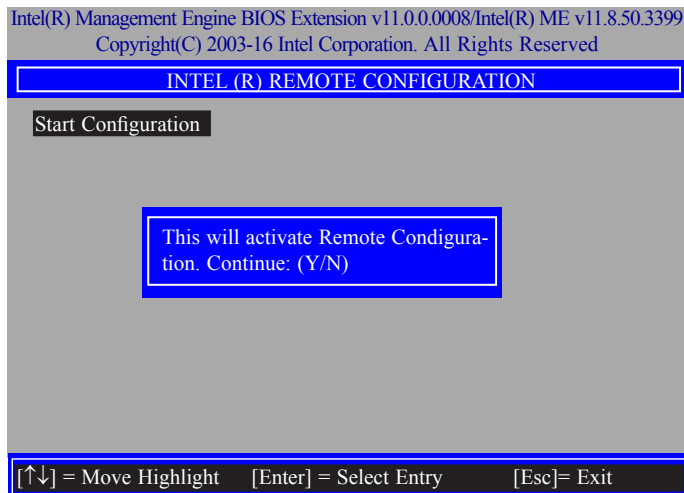 Intel(R) Management Engine BIOS Extension v11.0.0.0008/Intel(R) ME v11.8.50.3399
Copyright(C) 2003-16 Intel Corporation. All Rights Reserved
INTEL (R) REMOTE CONFIGURATION
Start Configuration
This will activate Remote Condigura-
tion. Continue: (Y/N)
[↑↓] = Move Highlight [Enter] = Select Entry [Esc]= Exit